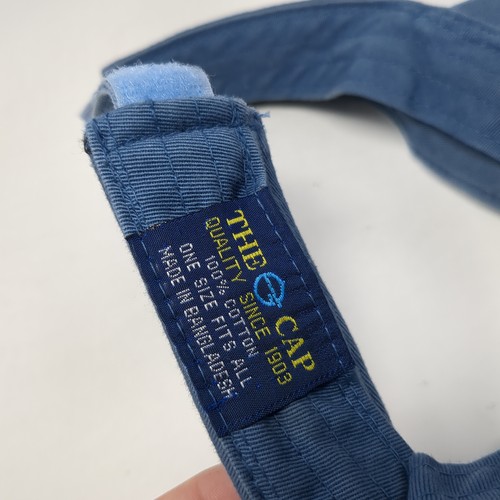 THE CAP
QUALITY SINCE 1903
100% COTTON
ONE SIZE FITS ALL
MADE IN BANGLADESH